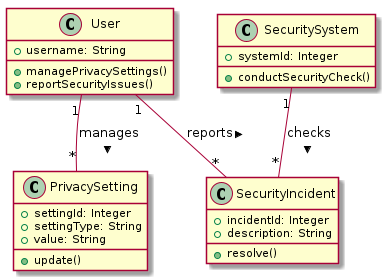 C User
username: String
managePrivacySettings()
reportSecurityIssues()
C SecuritySystem
systemId: Integer
conductSecurityCheck()
1
1
1
manages
reports
checks
*
*
*
C PrivacySetting
settingId: Integer
settingType: String
value: String
update()
C SecurityIncident
incidentId: Integer
description: String
resolve()